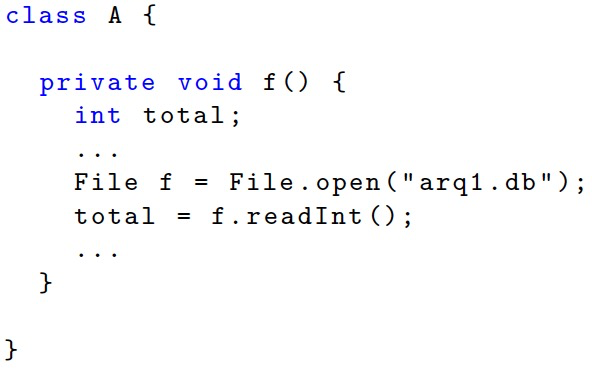 class A {
private void f() {
int total;
...
File f = File.open("arq1.db");
total = f.readInt();
...
}
}